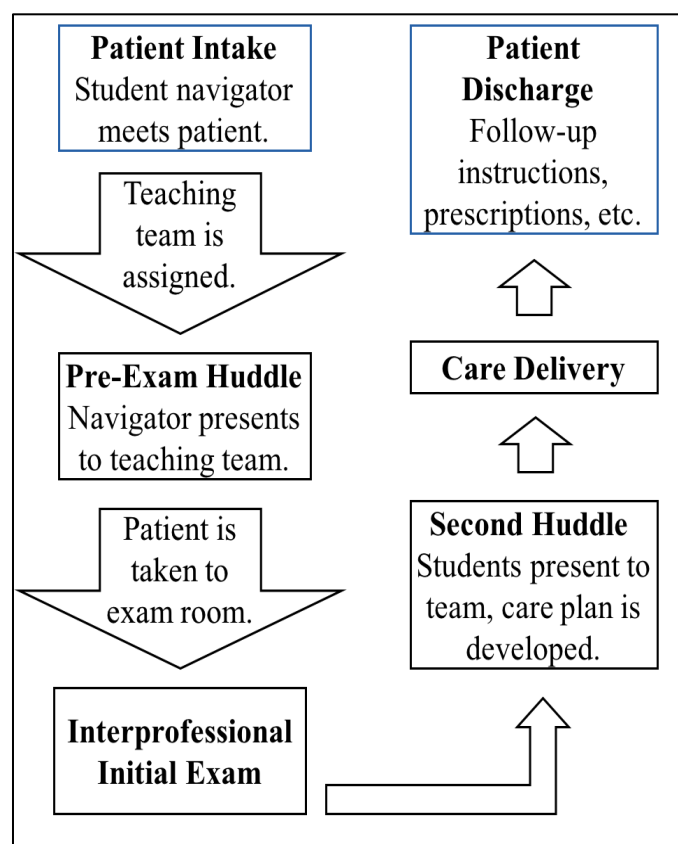 Patient Intake
Student navigator
meets patient.
Teaching
team is
assigned.
Pre-Exam Huddle
Navigator presents
to teaching team.
Patient is
taken to
exam room.
Interprofessional
Initial Exam
Second Huddle
Students present to
team, care plan is
developed.
Care Delivery
Patient
Discharge
Follow-up
instructions,
prescriptions, etc.